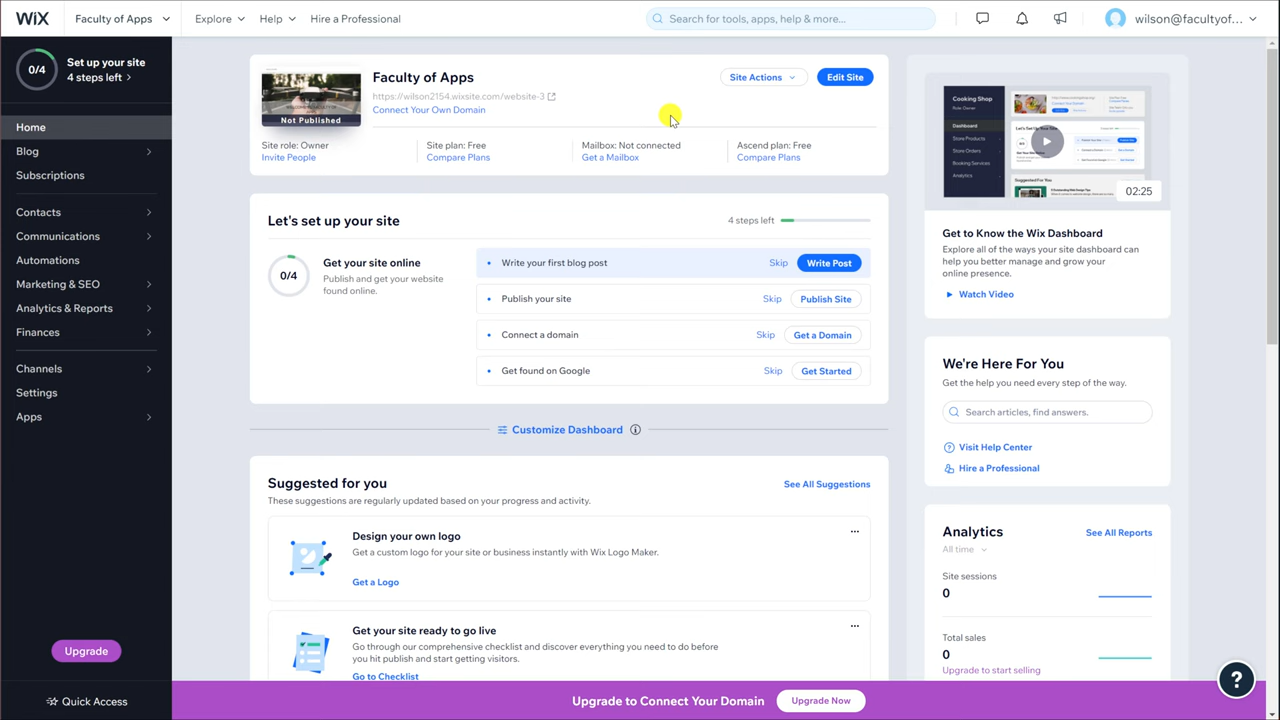 WiX
Faculty of Apps
Explore
Help
Hire a Professional
Search for tools, apps, help & more...
wilson@facultyof...
0/4
Set up your site
4 steps left
Home
Blog
Subscriptions
Contacts
Communications
Automations
Marketing & SEO
Analytics & Reports
Finances
Channels
Settings
Apps
Upgrade
Quick Access
Not Published
Faculty of Apps
https://wilson2154.wixsite.com/website-3
Connect Your Own Domain
Site Actions
Edit Site
Site role: Owner
Invite People
Site plan: Free
Compare Plans
Mailbox: Not connected
Get a Mailbox
Ascend plan: Free
Compare Plans
Let's set up your site
4 steps left
0/4
Get your site online
Publish and get your website
found online.
Write your first blog post
Skip
Write Post
Publish your site
Skip
Publish Site
Connect a domain
Skip
Get a Domain
Get found on Google
Skip
Get Started
Customize Dashboard
Suggested for you
See All Suggestions
These suggestions are regularly updated based on your progress and activity.
Design your own logo
Get a custom logo for your site or business instantly with Wix Logo Maker.
Get a Logo
Get your site ready to go live
Go through our comprehensive checklist and discover everything you need to do before
you hit publish and start getting visitors.
Go to Checklist
Cooking Shop
Dashboard
Store Products
Store Orders
Booking Services
Analytics
02:25
Get to Know the Wix Dashboard
Explore all of the ways your site dashboard can
help you better manage and grow your
online presence.
Watch Video
We're Here For You
Get the help you need every step of the way.
Search articles, find answers.
Visit Help Center
Hire a Professional
Analytics
See All Reports
All time
Site sessions
0
Total sales
0
Upgrade to start selling
Upgrade to Connect Your Domain
Upgrade Now
?